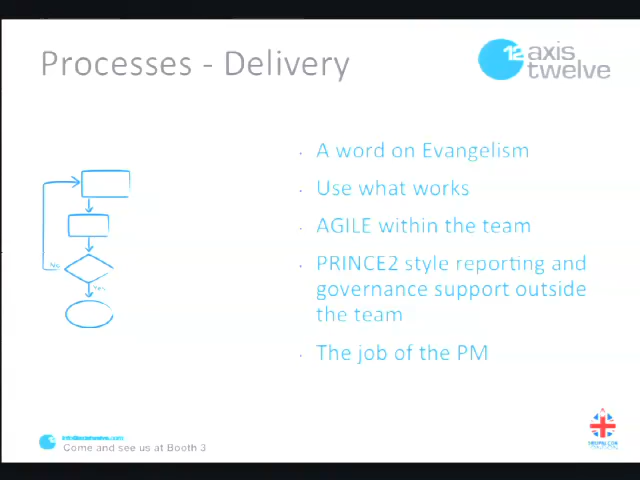 Processes - Delivery
12 axis
twelve
A word on Evangelism
Use what works
AGILE within the team
PRINCE2 style reporting and
governance support outside
the team
The job of the PM
No
Yes
Come and see us at Booth 3